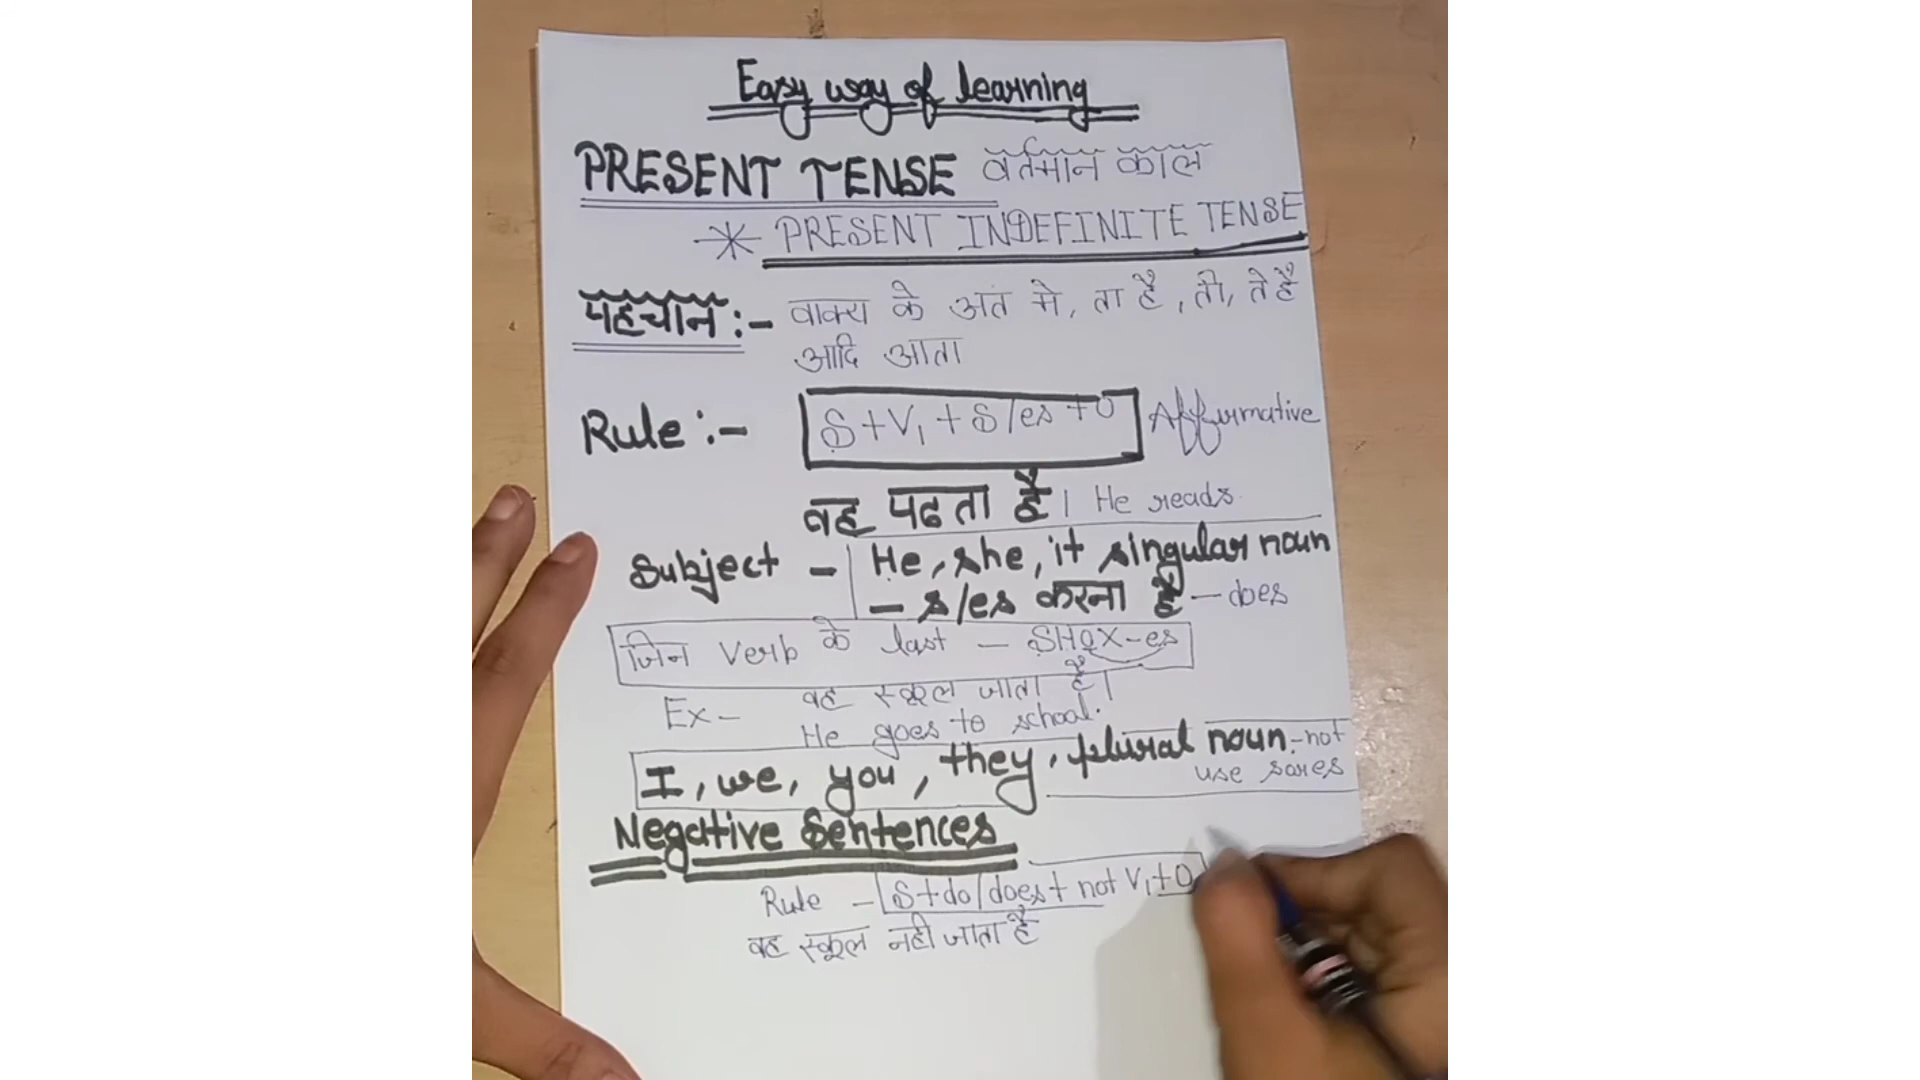 Easy way of learning
PRESENT TENSE वर्तमान काल
* PRESENT INDEFINITE TENSE
पहचान :- वाक्य के अंत मे, ता है, ती, ते है
आदि आता
Rule :- S+V₁+S/es+O Affirmative
वह पढता है। He reads.
Subject - He, she, it singular noun
- s/es करना है - does
जिन Verb के last - SHOX-es
Ex- वह स्कूल जाता है।
He goes to school.
I, we, you, they, plural noun.-not
use sores
Negative Sentences
Rule - S+do/does+ not V₁+O
वह स्कूल नही जाता है